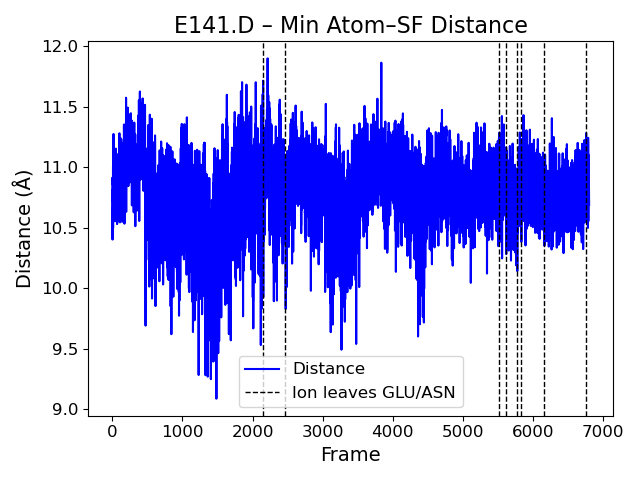 E141.D – Min Atom–SF Distance
12.0
11.5
11.0
10.5
10.0
9.5
9.0
Distance (Å)
Distance
Ion leaves GLU/ASN
0 1000 2000 3000 4000 5000 6000 7000
Frame